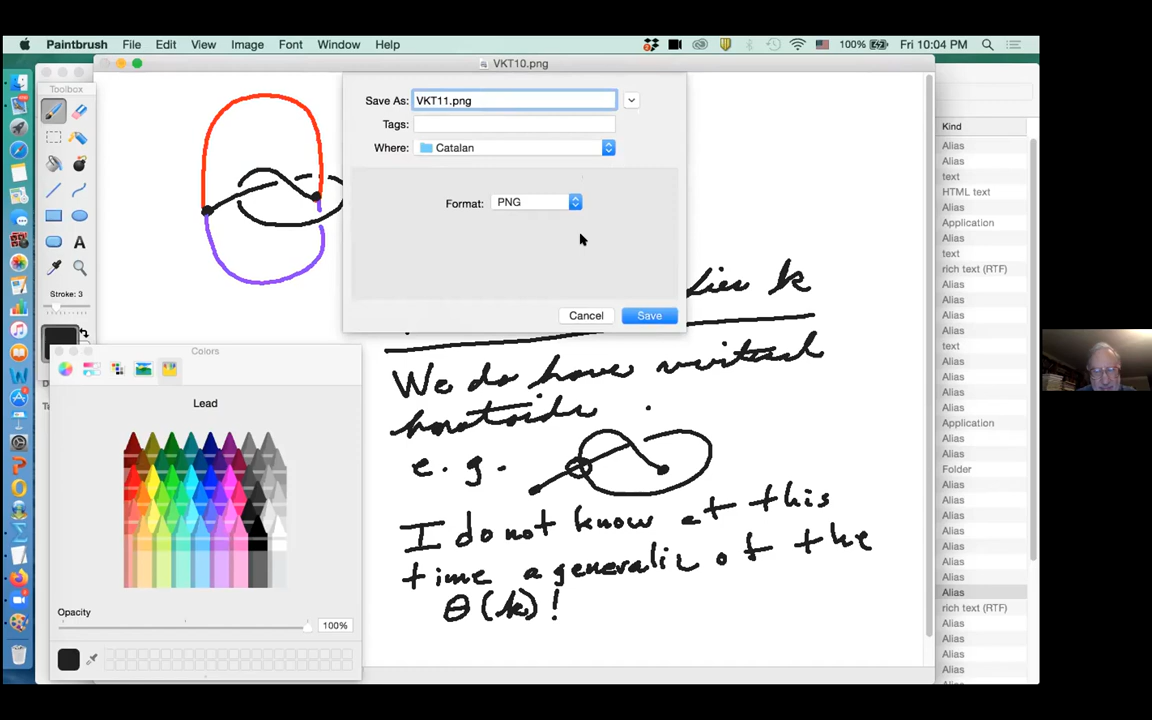 Paintbrush File Edit View Image Font Window Help
100% Fri 10:04 PM
VKT10.png
Toolbox
Save As: VKT11.png
Tags:
Where: Catalan
Format: PNG
Cancel Save
Stroke: 3
Colors
Lead
Opacity
100%
k
We do have virtual
knotoids .
e.g.
I do not know at this
time a generaliz of the
θ(k)!
Kind
Alias
Alias
text
HTML text
Alias
Application
Alias
text
rich text (RTF)
Alias
Alias
Alias
Alias
text
Alias
Alias
Alias
Application
Alias
Alias
Folder
Alias
Alias
Alias
Alias
Alias
Alias
Alias
Alias
rich text (RTF)
Alias
Alias
Alias
Alias